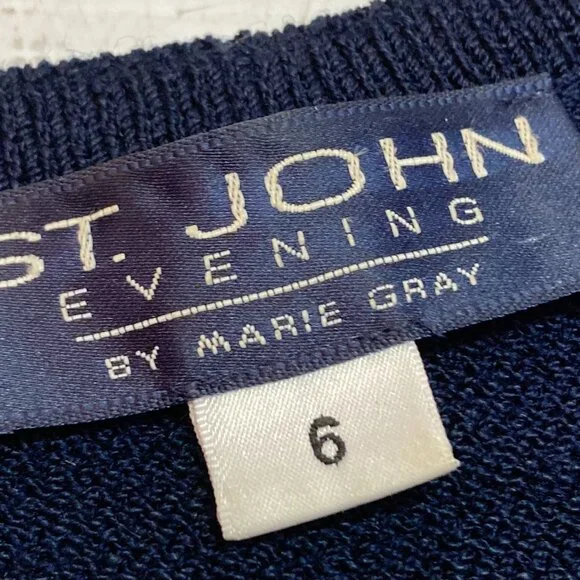 ST. JOHN
EVENING
BY MARIE GRAY
6